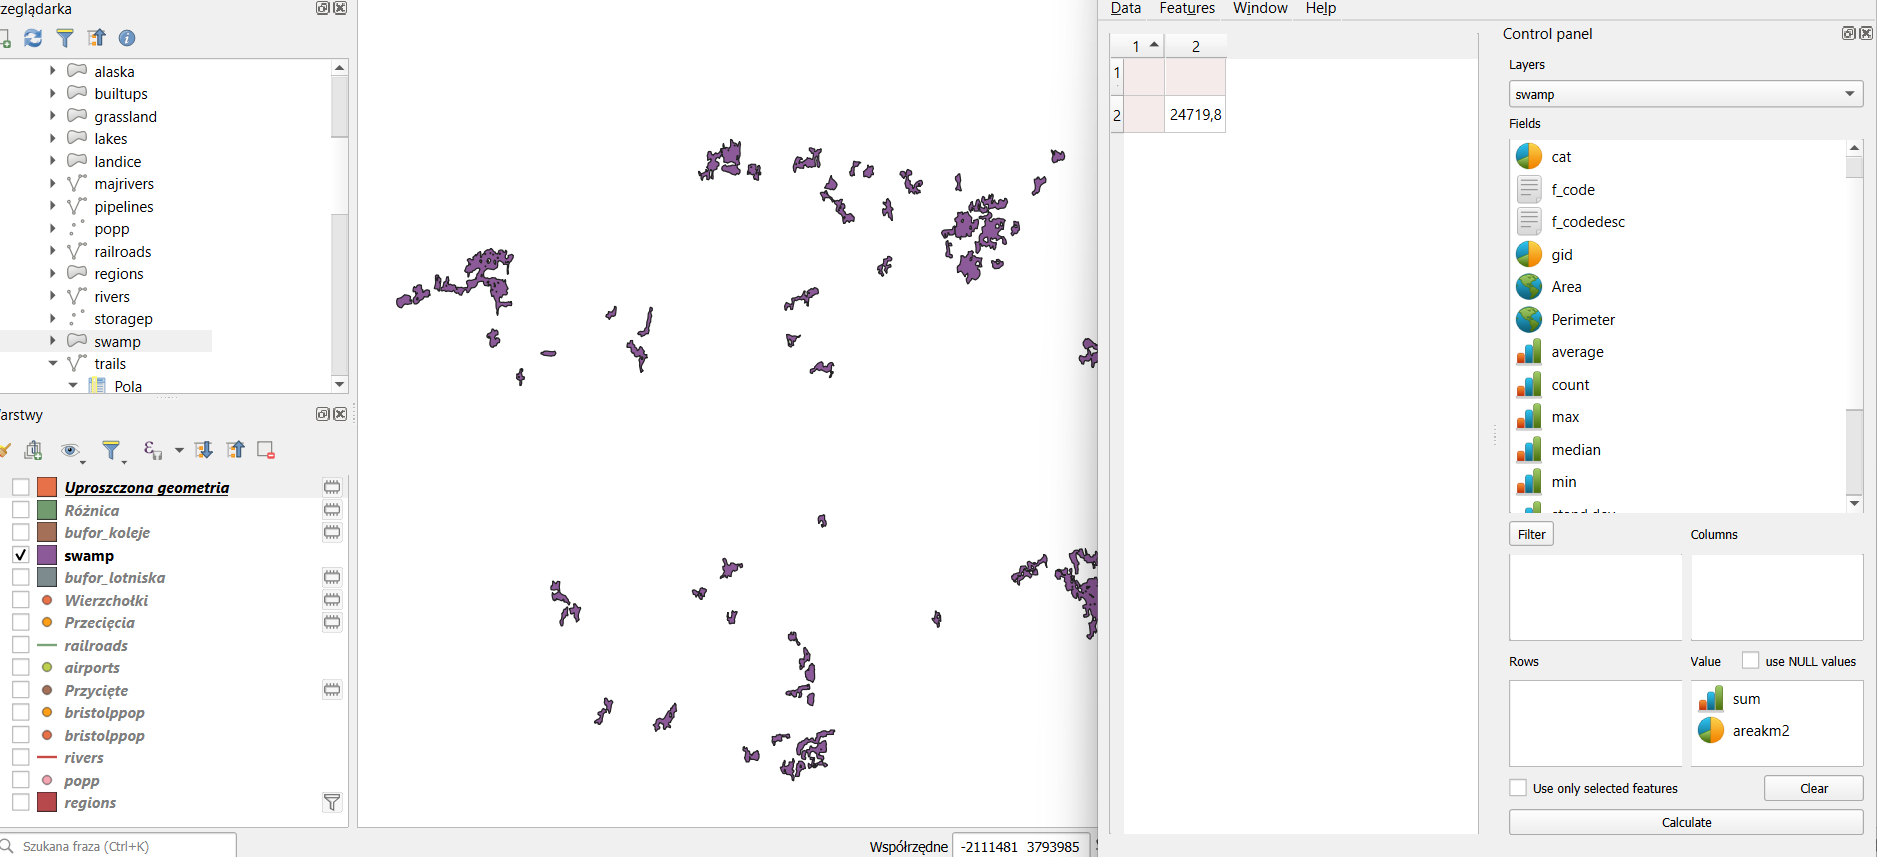 zeglądarka
alaska
builtups
grassland
lakes
landice
majrivers
pipelines
popp
railroads
regions
rivers
storagep
swamp
trails
Pola
arstwy
Uproszczona geometria
Różnica
bufor_koleje
swamp
bufor_lotniska
Wierzchołki
Przecięcia
railroads
airports
Przycięte
bristolppop
bristolppop
rivers
popp
regions
Szukana fraza (Ctrl+K)
Współrzędne -2111481 3793985
Data Features Window Help
1 2
1
2 24719,8
Control panel
Layers
swamp
Fields
cat
f_code
f_codedesc
gid
Area
Perimeter
average
count
max
median
min
Filter Columns
Rows Value use NULL values
sum
areakm2
Use only selected features Clear
Calculate